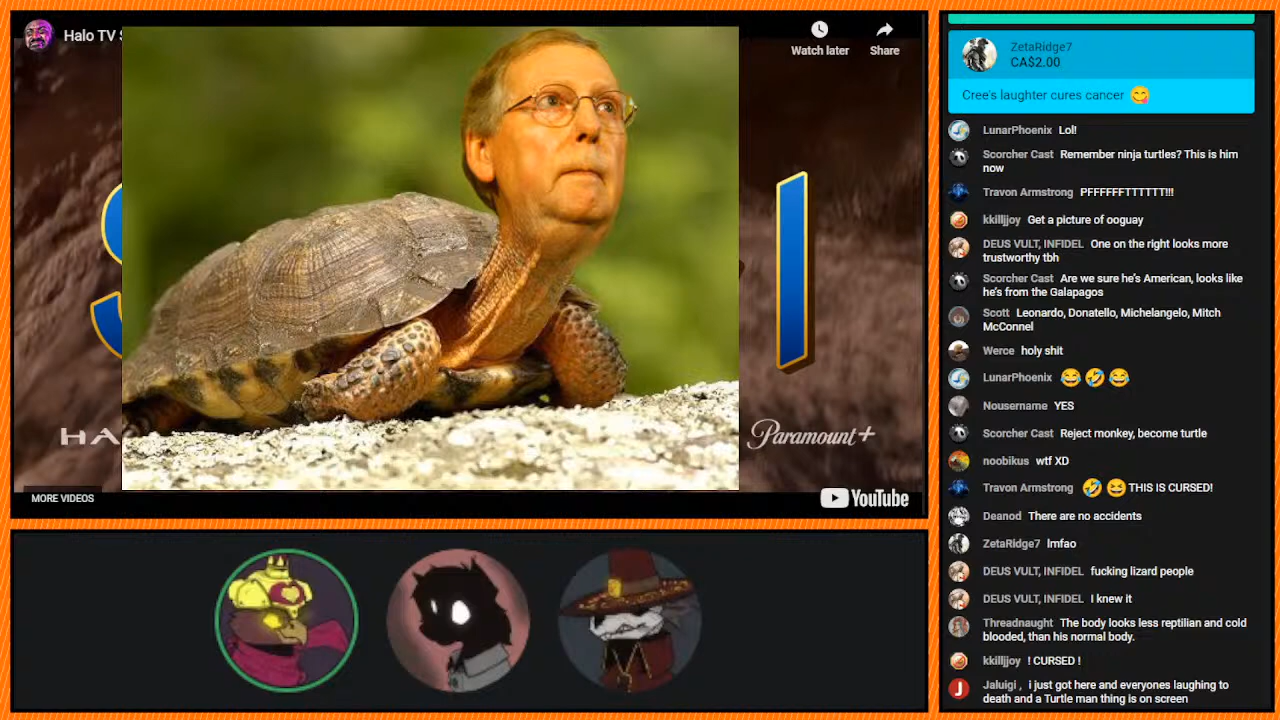 Halo TV S
Watch later
Share
HA
Paramount+
MORE VIDEOS
YouTube
ZetaRidge7
CA$2.00
Cree's laughter cures cancer 😋
LunarPhoenix Lol!
Scorcher Cast Remember ninja turtles? This is him
now
Travon Armstrong PFFFFFFTTTTTT!!!
kkilljjoy Get a picture of ooguay
DEUS VULT, INFIDEL One on the right looks more
trustworthy tbh
Scorcher Cast Are we sure he's American, looks like
he's from the Galapagos
Scott Leonardo, Donatello, Michelangelo, Mitch
McConnel
Werce holy shit
LunarPhoenix 😂🤣😂
Nousername YES
Scorcher Cast Reject monkey, become turtle
noobikus wtf XD
Travon Armstrong 🤣😆THIS IS CURSED!
Deanod There are no accidents
ZetaRidge7 lmfao
DEUS VULT, INFIDEL fucking lizard people
DEUS VULT, INFIDEL I knew it
Threadnaught The body looks less reptilian and cold
blooded, than his normal body.
kkilljjoy ! CURSED !
J
Jaluigi , i just got here and everyones laughing to
death and a Turtle man thing is on screen